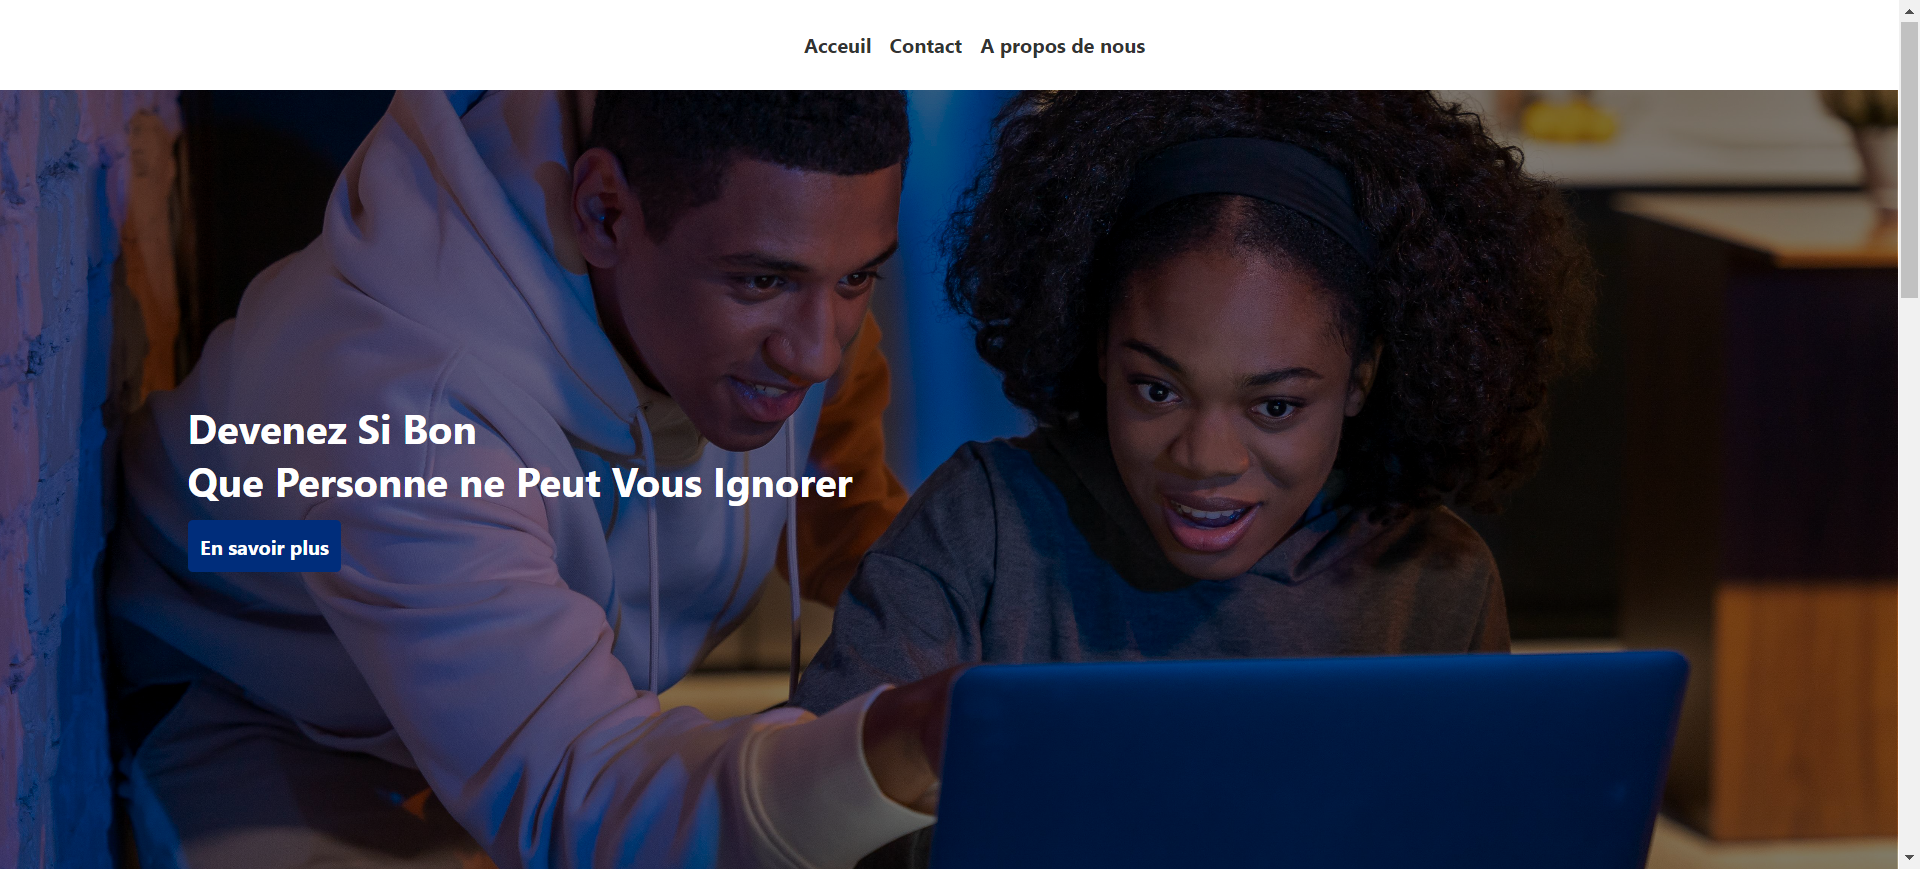 Acceuil Contact A propos de nous
Devenez Si Bon
Que Personne ne Peut Vous Ignorer
En savoir plus